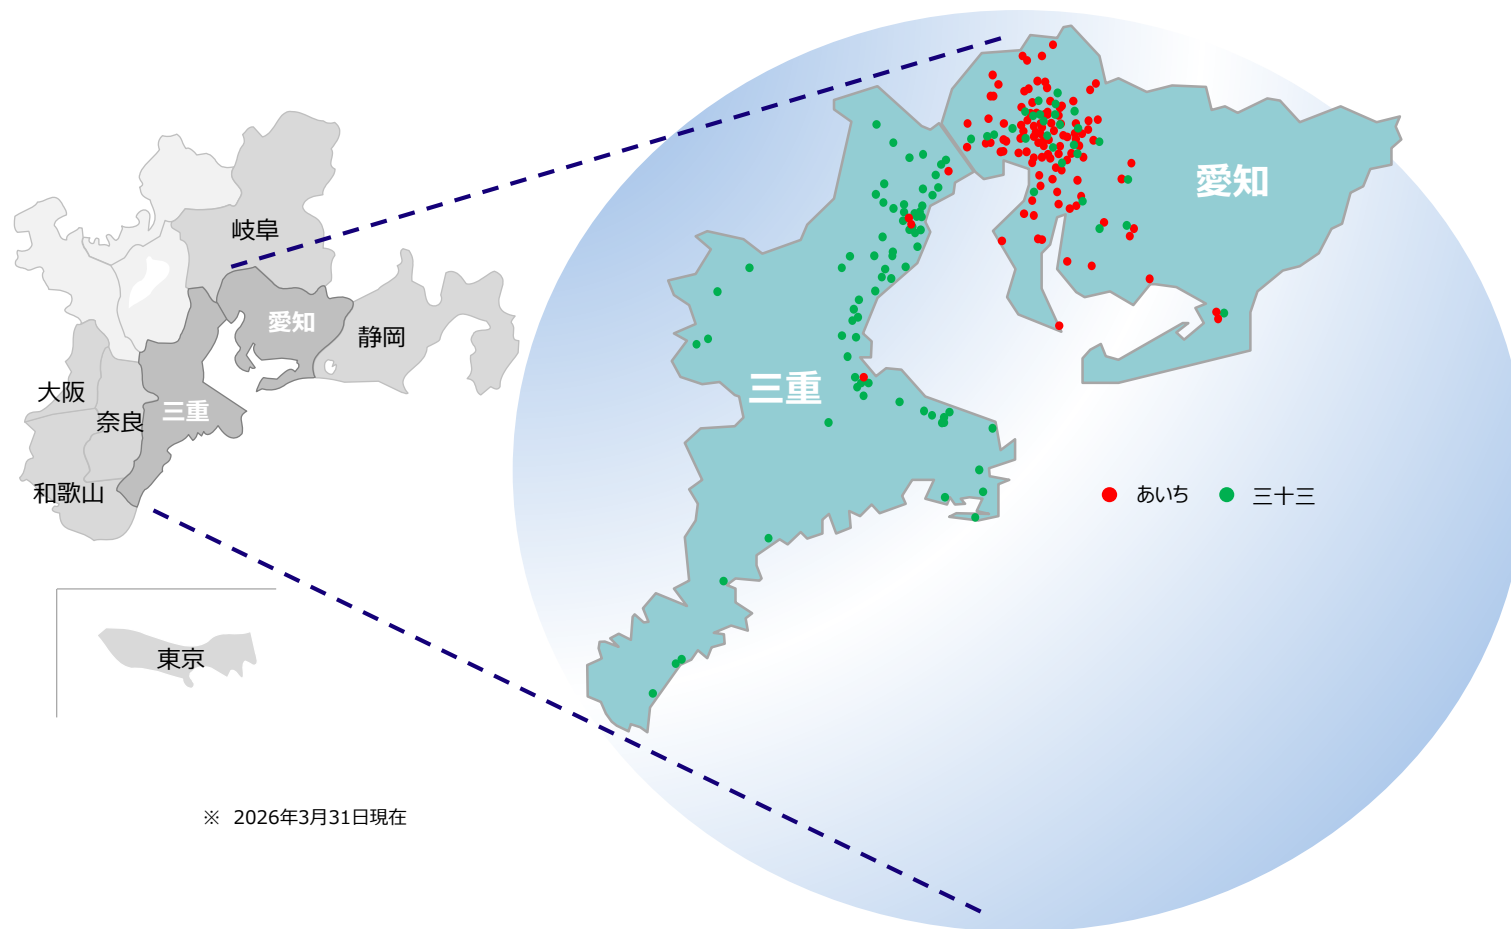 岐阜
愛知
静岡
大阪
奈良
三重
和歌山
東京
※ 2026年3月31日現在
愛知
三重
あいち
三十三